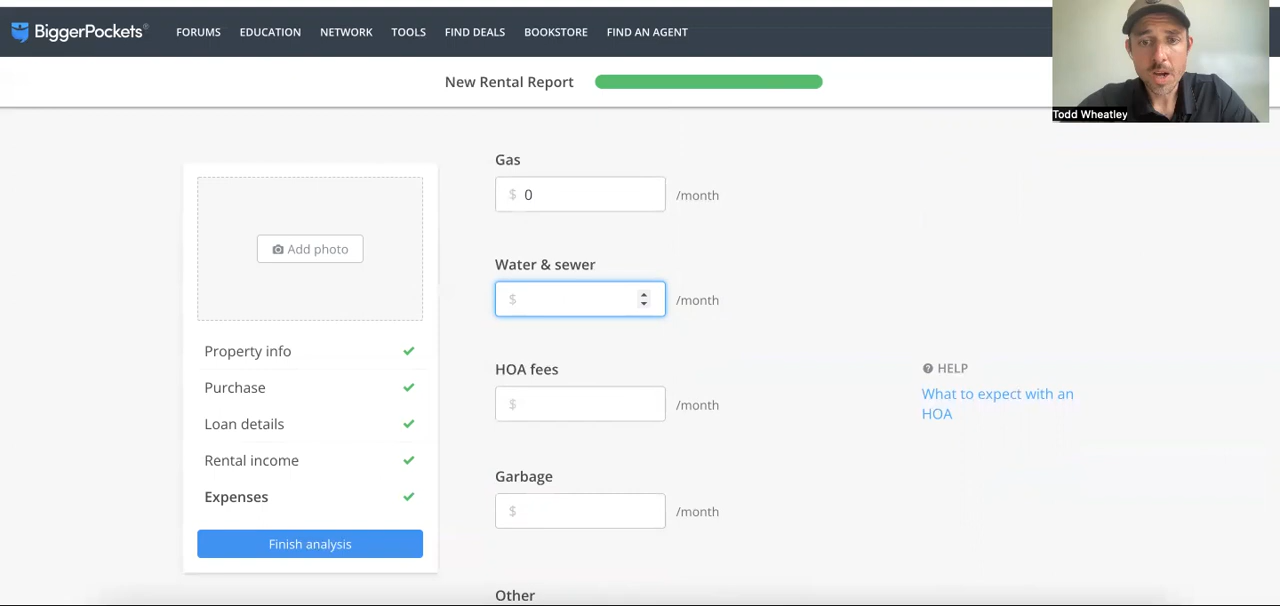 BiggerPockets®
FORUMS EDUCATION NETWORK TOOLS FIND DEALS BOOKSTORE FIND AN AGENT
New Rental Report
Todd Wheatley
Add photo
Property info
Purchase
Loan details
Rental income
Expenses
Finish analysis
Gas
$ 0 /month
Water & sewer
$ /month
HOA fees
$ /month
Garbage
$ /month
Other
HELP
What to expect with an
HOA